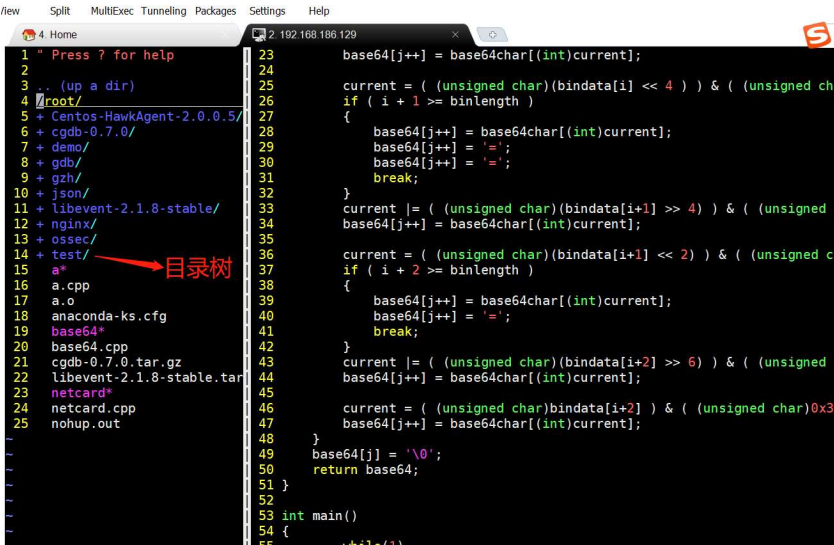 View Split MultiExec Tunneling Packages Settings Help
4. Home
2. 192.168.186.129
1 " Press ? for help
2
3 .. (up a dir)
4 /root/
5 + Centos-HawkAgent-2.0.0.5/
6 + cgdb-0.7.0/
7 + demo/
8 + gdb/
9 + gzh/
10 + json/
11 + libevent-2.1.8-stable/
12 + nginx/
13 + ossec/
14 + test/
目录树
15 a*
16 a.cpp
17 a.o
18 anaconda-ks.cfg
19 base64*
20 base64.cpp
21 cgdb-0.7.0.tar.gz
22 libevent-2.1.8-stable.tar
23 netcard*
24 netcard.cpp
25 nohup.out
~
~
~
~
~
~
~
23 base64[j++] = base64char[(int)current];
24
25 current = ( (unsigned char)(bindata[i] << 4 ) ) & ( (unsigned ch
26 if ( i + 1 >= binlength )
27 {
28 base64[j++] = base64char[(int)current];
29 base64[j++] = '=';
30 base64[j++] = '=';
31 break;
32 }
33 current |= ( (unsigned char)(bindata[i+1] >> 4) ) & ( (unsigned
34 base64[j++] = base64char[(int)current];
35
36 current = ( (unsigned char)(bindata[i+1] << 2) ) & ( (unsigned c
37 if ( i + 2 >= binlength )
38 {
39 base64[j++] = base64char[(int)current];
40 base64[j++] = '=';
41 break;
42 }
43 current |= ( (unsigned char)(bindata[i+2] >> 6) ) & ( (unsigned
44 base64[j++] = base64char[(int)current];
45
46 current = ( (unsigned char)bindata[i+2] ) & ( (unsigned char)0x3
47 base64[j++] = base64char[(int)current];
48 }
49 base64[j] = '\0';
50 return base64;
51 }
52
53 int main()
54 {
55 while(1)